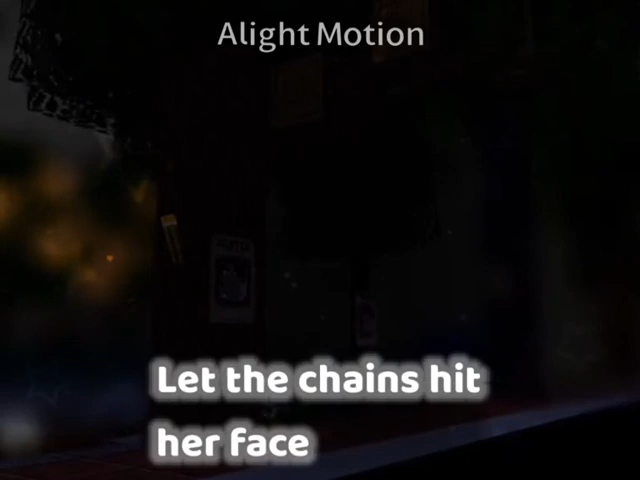 Alight Motion
Let the chains hit
her face